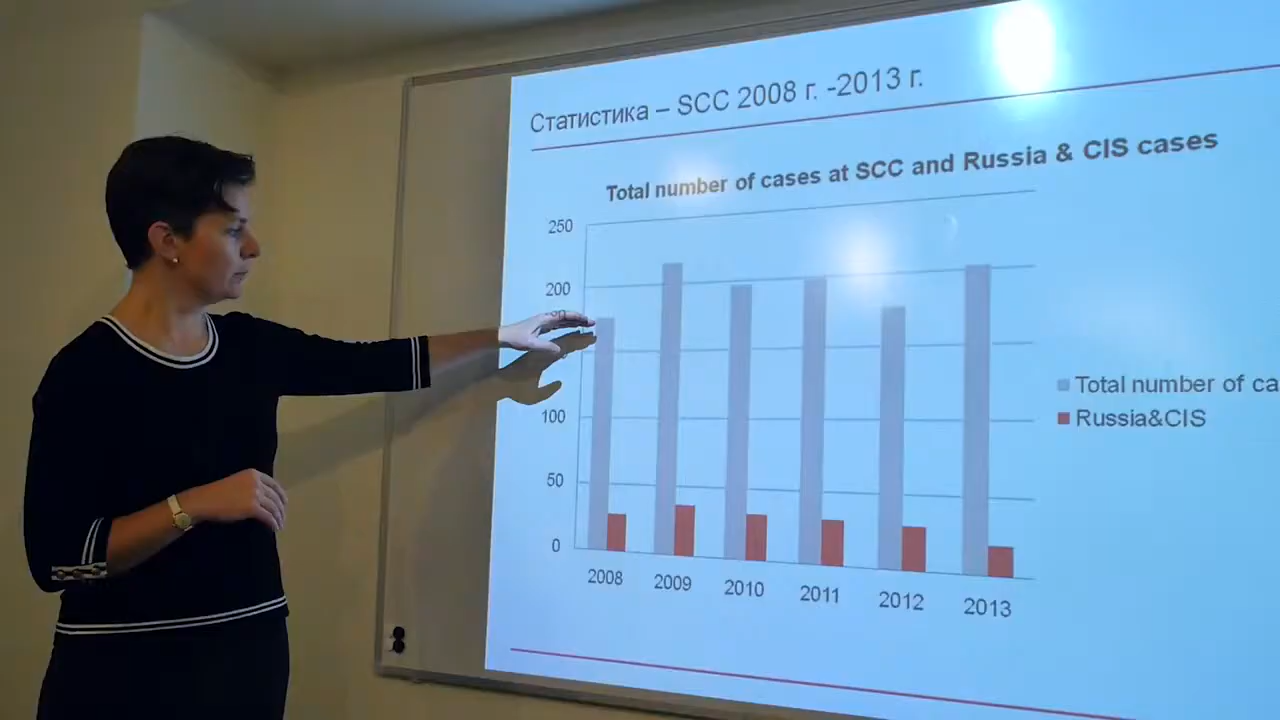 Статистика – SCC 2008 г. -2013 г.
Total number of cases at SCC and Russia & CIS cases
250
200
100
50
0
2008 2009 2010 2011 2012 2013
Total number of ca
Russia&CIS